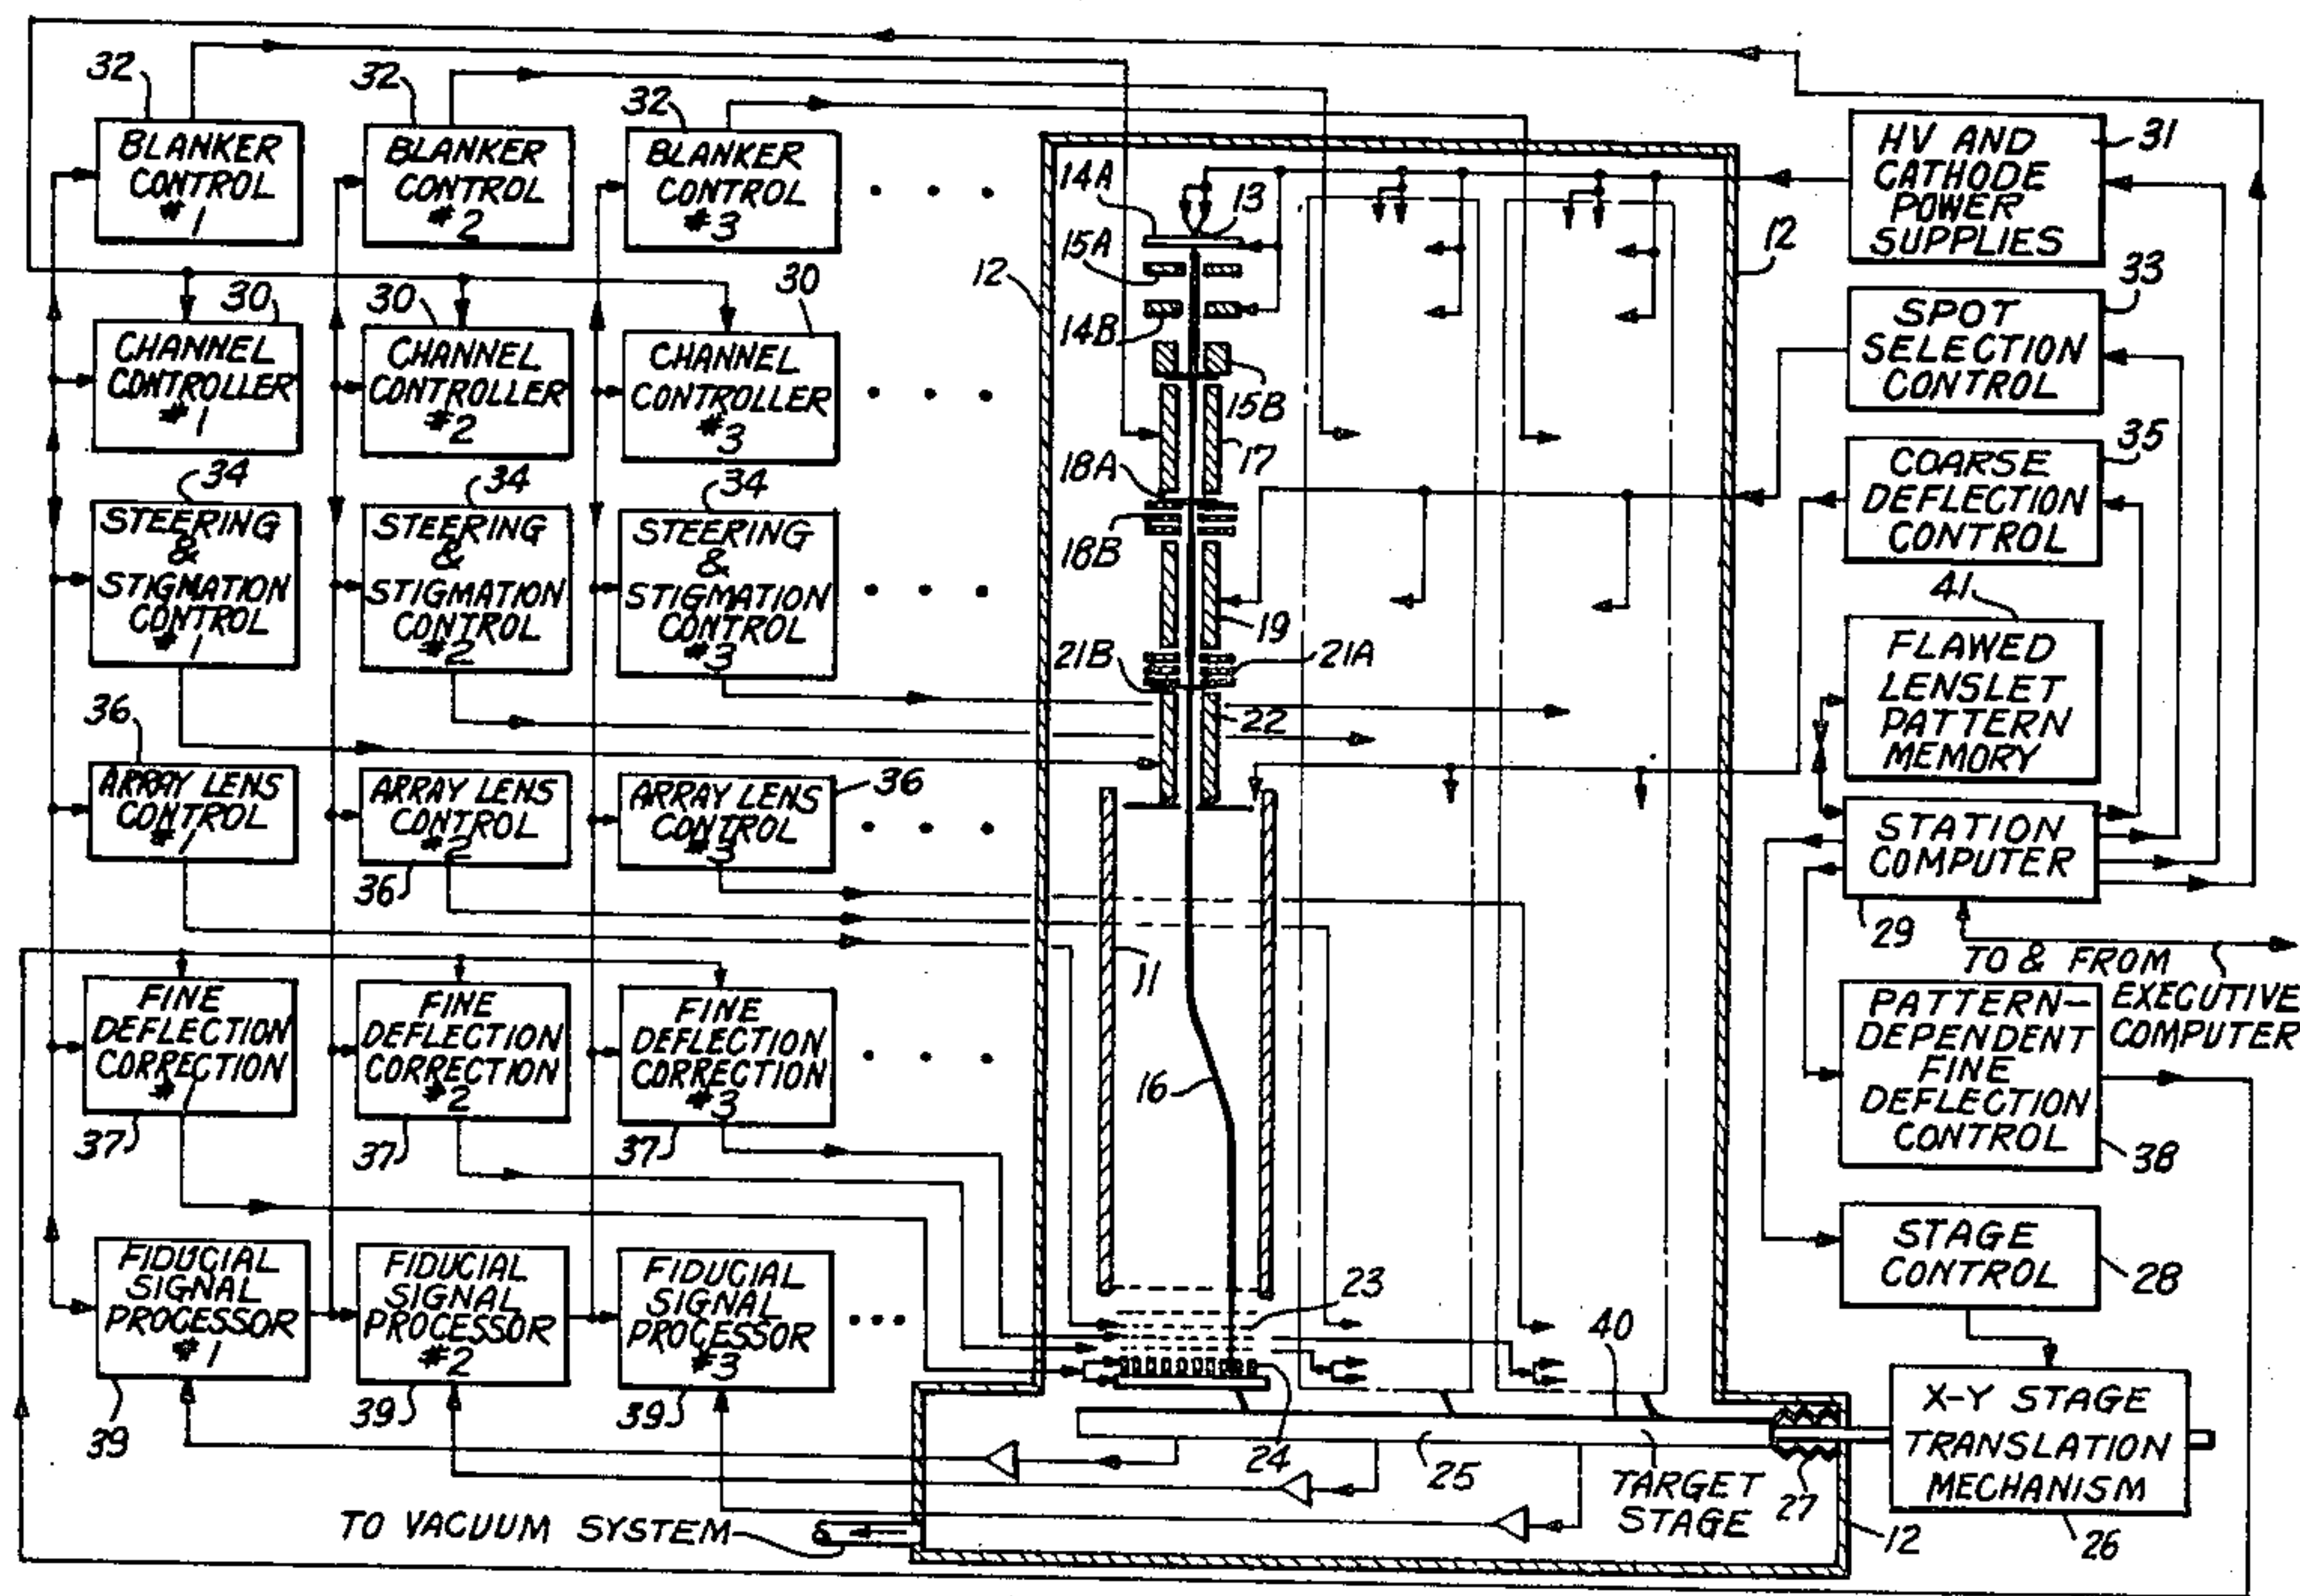 32
BLANKER
CONTROL
#1
32
BLANKER
CONTROL
#2
32
BLANKER
CONTROL
#3
30
CHANNEL
CONTROLLER
#1
30
CHANNEL
CONTROLLER
#2
30
CHANNEL
CONTROLLER
#3
34
STEERING
&
STIGMATION
CONTROL
#1
34
STEERING
&
STIGMATION
CONTROL
#2
34
STEERING
&
STIGMATION
CONTROL
#3
36
ARRAY LENS
CONTROL
#1
ARRAY LENS
CONTROL
#2
36
ARRAY LENS
CONTROL
#3
36
FINE
DEFLECTION
CORRECTION
#1
37
FINE
DEFLECTION
CORRECTION
#2
37
FINE
DEFLECTION
CORRECTION
#3
37
FIDUCIAL
SIGNAL
PROCESSOR
#1
39
FIDUCIAL
SIGNAL
PROCESSOR
#2
39
FIDUCIAL
SIGNAL
PROCESSOR
#3
39
TO VACUUM SYSTEM
12
14A
13
15A
14B
15B
17
18A
18B
19
21B
21A
22
11
16
23
24
25
40
TARGET
STAGE
27
12
12
HV AND
CATHODE
POWER
SUPPLIES
31
SPOT
SELECTION
CONTROL
33
COARSE
DEFLECTION
CONTROL
35
41
FLAWED
LENSLET
PATTERN
MEMORY
STATION
COMPUTER
29
TO & FROM
EXECUTIVE
COMPUTER
PATTERN-
DEPENDENT
FINE
DEFLECTION
CONTROL
38
STAGE
CONTROL
28
X-Y STAGE
TRANSLATION
MECHANISM
26